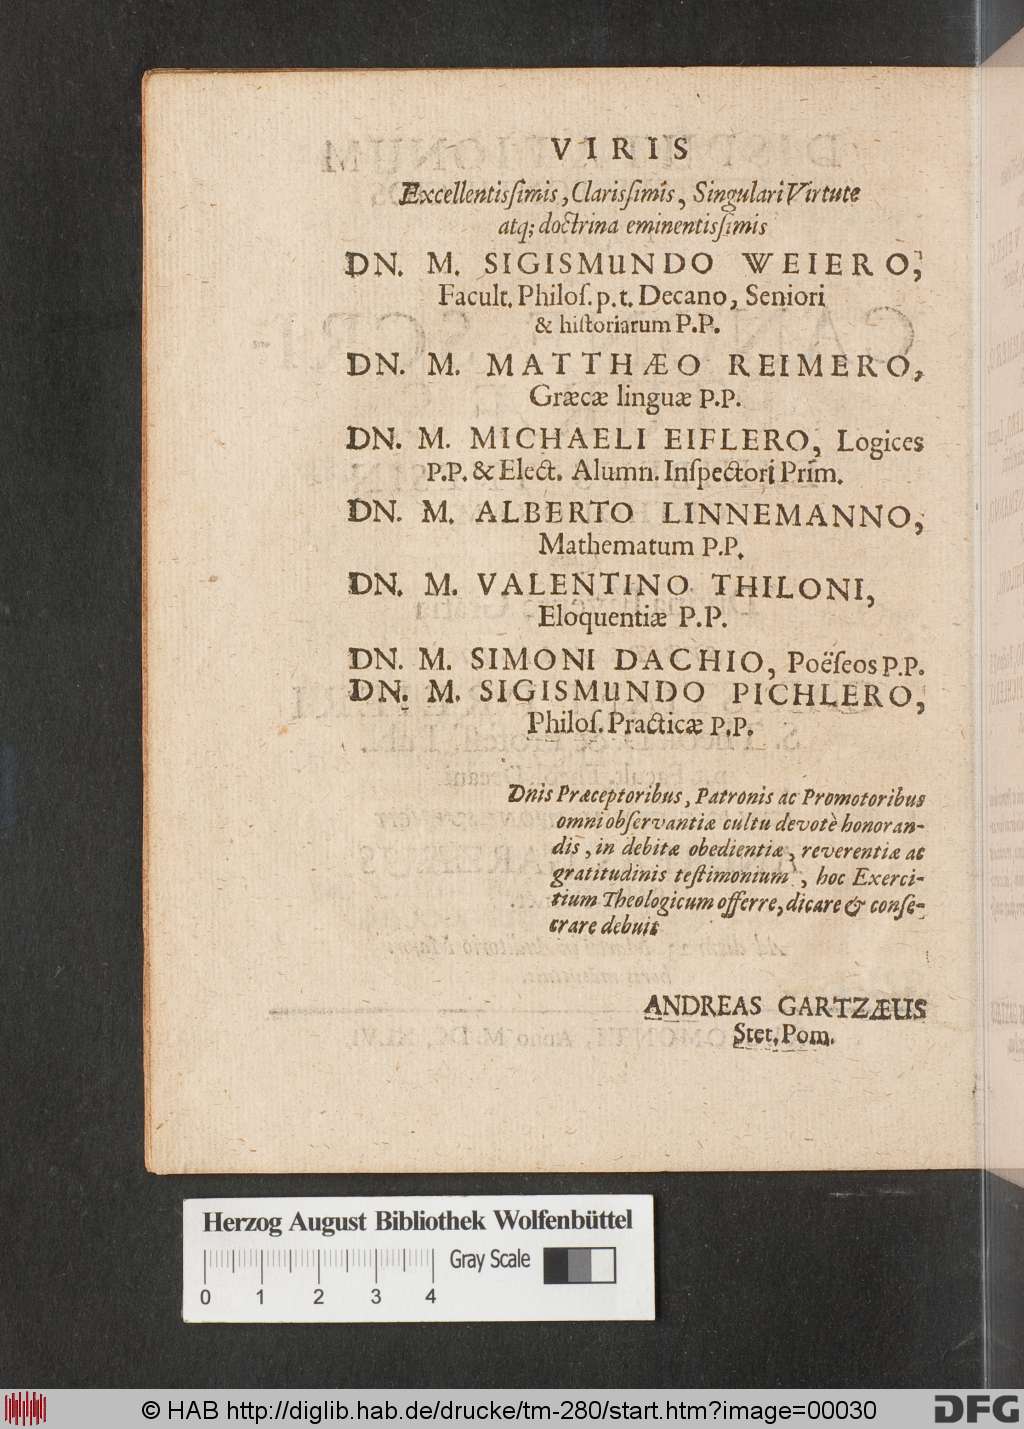 VIRIS
Excellentisſimis, Clarisſimis, Singulari Virtute
atq; doctrina eminentisſimis
DN. M. SIGISMUNDO WEIERO,
Facult. Philoſ. p. t. Decano, Seniori
& hiſtoriarum P.P.
DN. M. MATTHÆO REIMERO,
Græcæ linguæ P.P.
DN. M. MICHAELI EIFLERO, Logices
P.P. & Elect. Alumn. Inſpectori Prim.
DN. M. ALBERTO LINNEMANNO,
Mathematum P.P.
DN. M. VALENTINO THILONI,
Eloquentiæ P.P.
DN. M. SIMONI DACHIO, Poëſeos P.P.
DN. M. SIGISMUNDO PICHLERO,
Philoſ. Practicæ P.P.
Dnis Præceptoribus, Patronis ac Promotoribus
omni obſervantiæ cultu devotè honoran-
dis, in debitæ obedientiæ, reverentiæ ac
gratitudinis teſtimonium, hoc Exerci-
tium Theologicum offerre, dicare & conſe-
crare debuit
ANDREAS GARTZÆUS
Stet. Pom.
Herzog August Bibliothek Wolfenbüttel
Gray Scale
0 1 2 3 4
© HAB http://diglib.hab.de/drucke/tm-280/start.htm?image=00030
DFG